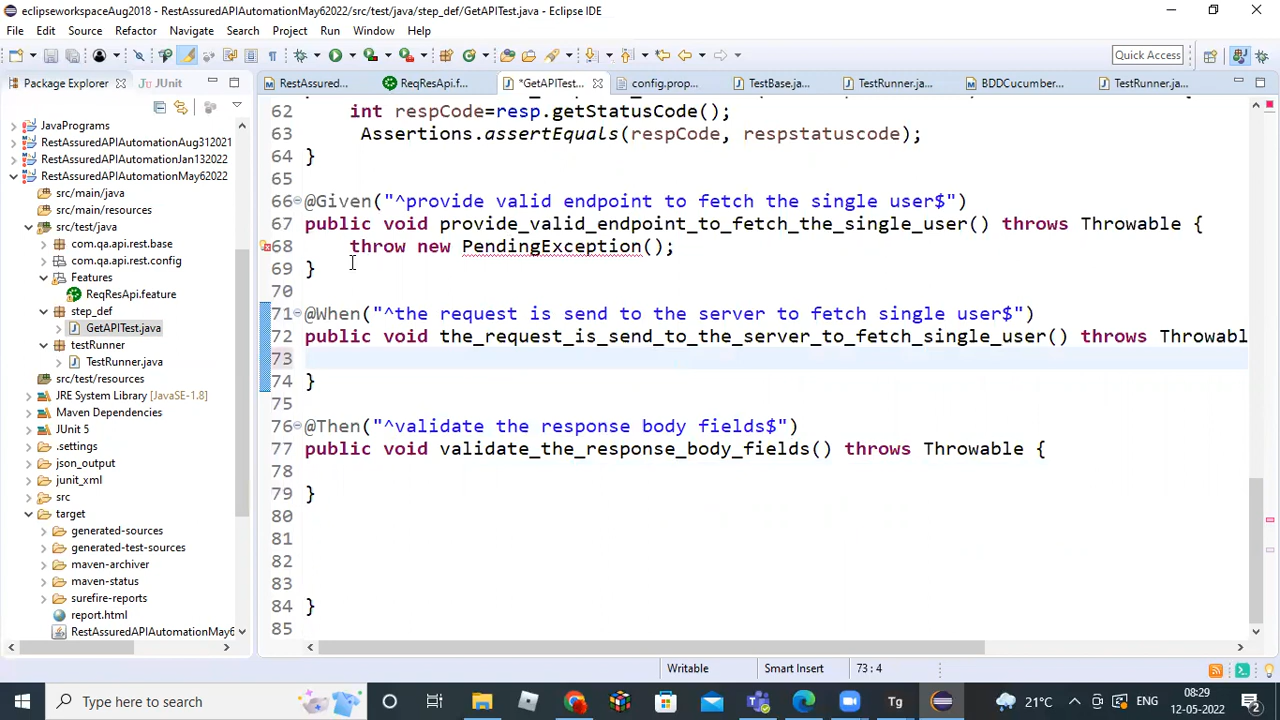 eclipseworkspaceAug2018 - RestAssuredAPIAutomationMay62022/src/test/java/step_def/GetAPITest.java - Eclipse IDE
File Edit Source Refactor Navigate Search Project Run Window Help
Quick Access
Package Explorer JUnit
RestAssured... ReqResApi.f... *GetAPITest... config.prop... TestBase.ja... TestRunner.ja... BDDCucumber... TestRunner.ja...
JavaPrograms
RestAssuredAPIAutomationAug312021
RestAssuredAPIAutomationJan132022
RestAssuredAPIAutomationMay62022
src/main/java
src/main/resources
src/test/java
com.qa.api.rest.base
com.qa.api.rest.config
Features
ReqResApi.feature
step_def
GetAPITest.java
testRunner
TestRunner.java
src/test/resources
JRE System Library [JavaSE-1.8]
Maven Dependencies
JUnit 5
.settings
json_output
junit_xml
src
target
generated-sources
generated-test-sources
maven-archiver
maven-status
surefire-reports
report.html
RestAssuredAPIAutomationMay6
62 int respCode=resp.getStatusCode();
63 Assertions.assertEquals(respCode, respstatuscode);
64 }
65
66 @Given("^provide valid endpoint to fetch the single user$")
67 public void provide_valid_endpoint_to_fetch_the_single_user() throws Throwable {
68 throw new PendingException();
69 }
70
71 @When("^the request is send to the server to fetch single user$")
72 public void the_request_is_send_to_the_server_to_fetch_single_user() throws Throwabl
73
74 }
75
76 @Then("^validate the response body fields$")
77 public void validate_the_response_body_fields() throws Throwable {
78
79 }
80
81
82
83
84 }
85
Writable Smart Insert 73 : 4
Type here to search
Tg
21°C
ENG
08:29
12-05-2022
2